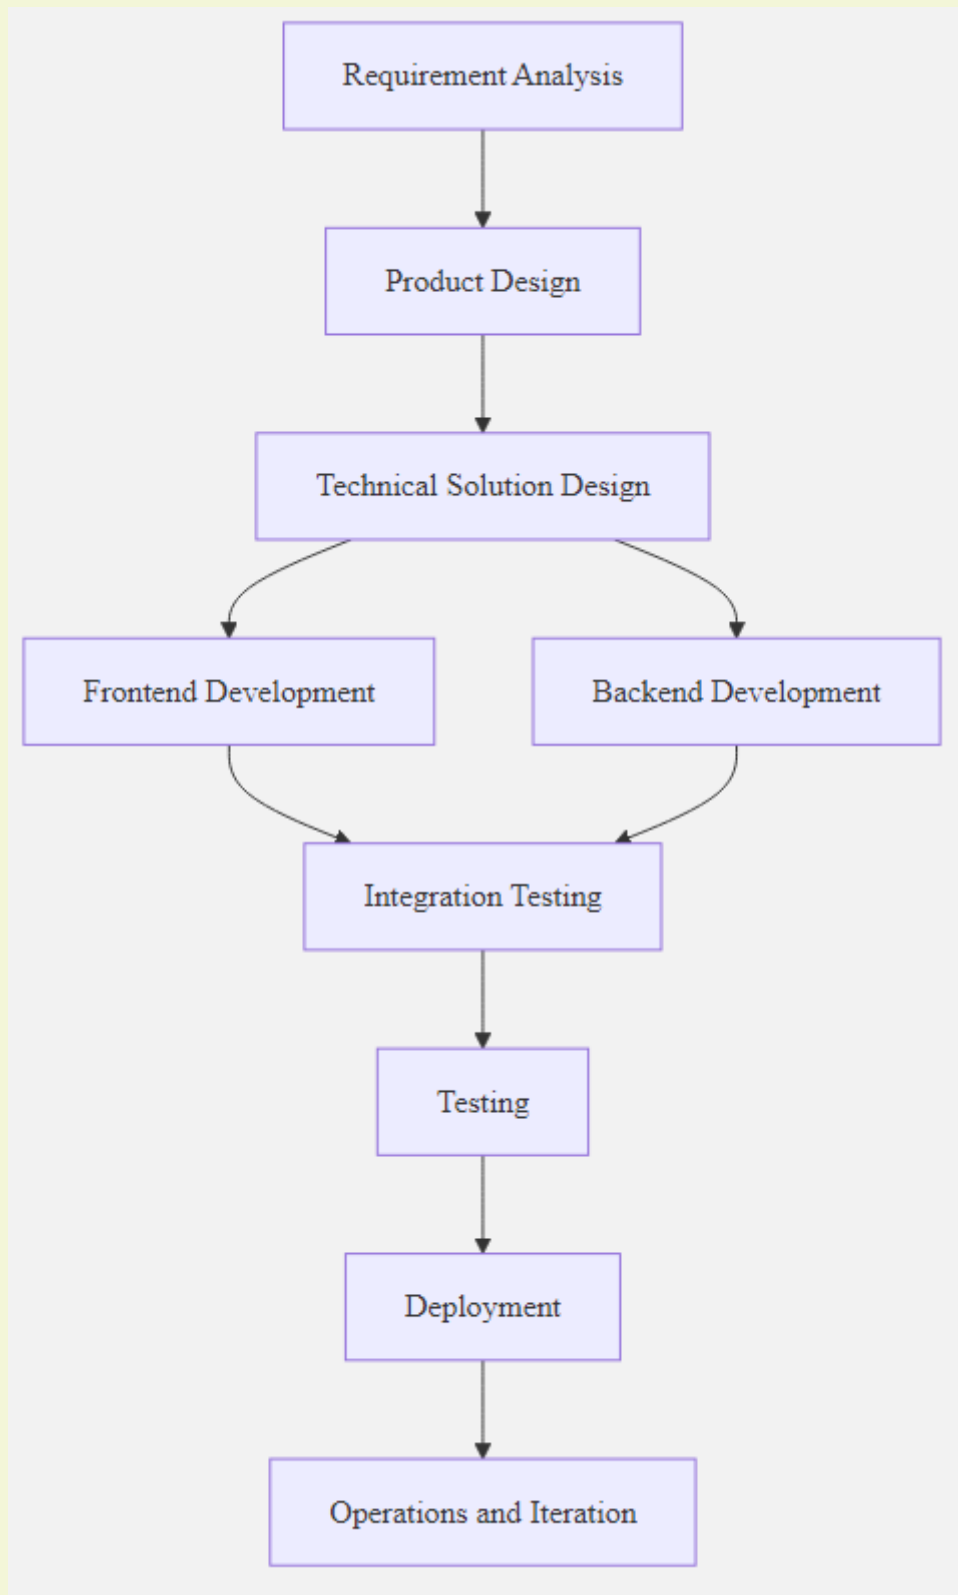 Requirement Analysis
Product Design
Technical Solution Design
Frontend Development
Backend Development
Integration Testing
Testing
Deployment
Operations and Iteration